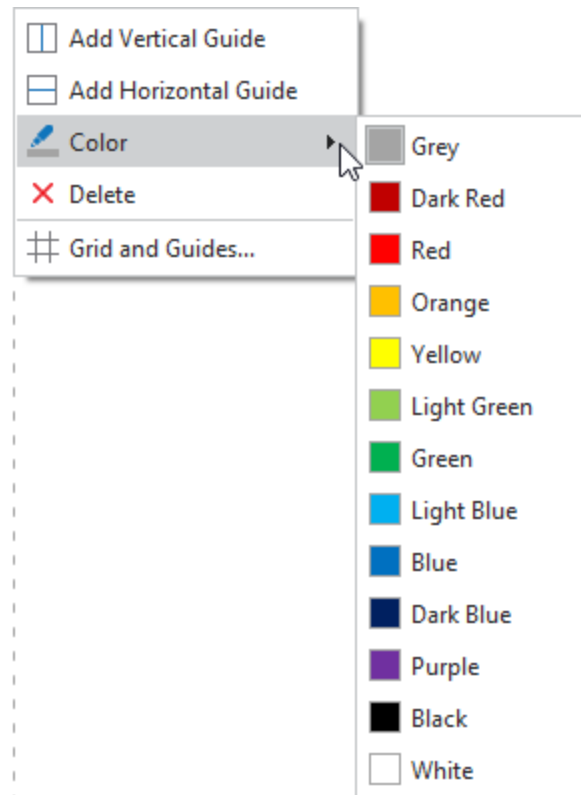 Add Vertical Guide
Add Horizontal Guide
Color
Delete
Grid and Guides...
Grey
Dark Red
Red
Orange
Yellow
Light Green
Green
Light Blue
Blue
Dark Blue
Purple
Black
White